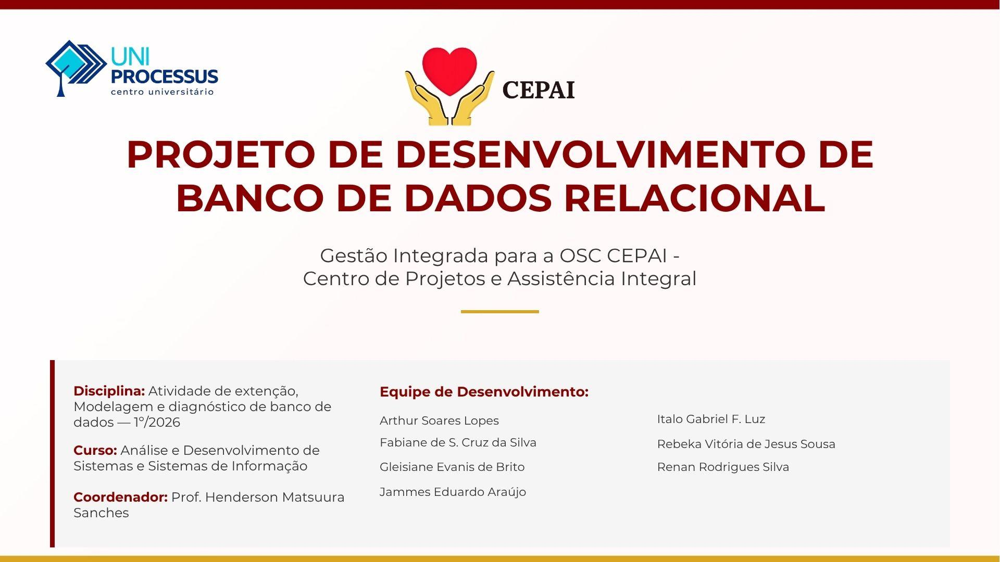 UNI
PROCESSUS
centro universitário
CEPAI
PROJETO DE DESENVOLVIMENTO DE
BANCO DE DADOS RELACIONAL
Gestão Integrada para a OSC CEPAI -
Centro de Projetos e Assistência Integral
Disciplina: Atividade de extenção,
Modelagem e diagnóstico de banco de
dados — 1º/2026
Curso: Análise e Desenvolvimento de
Sistemas e Sistemas de Informação
Coordenador: Prof. Henderson Matsuura
Sanches
Equipe de Desenvolvimento:
Arthur Soares Lopes
Fabiane de S. Cruz da Silva
Gleisiane Evanis de Brito
Jammes Eduardo Araújo
Italo Gabriel F. Luz
Rebeka Vitória de Jesus Sousa
Renan Rodrigues Silva